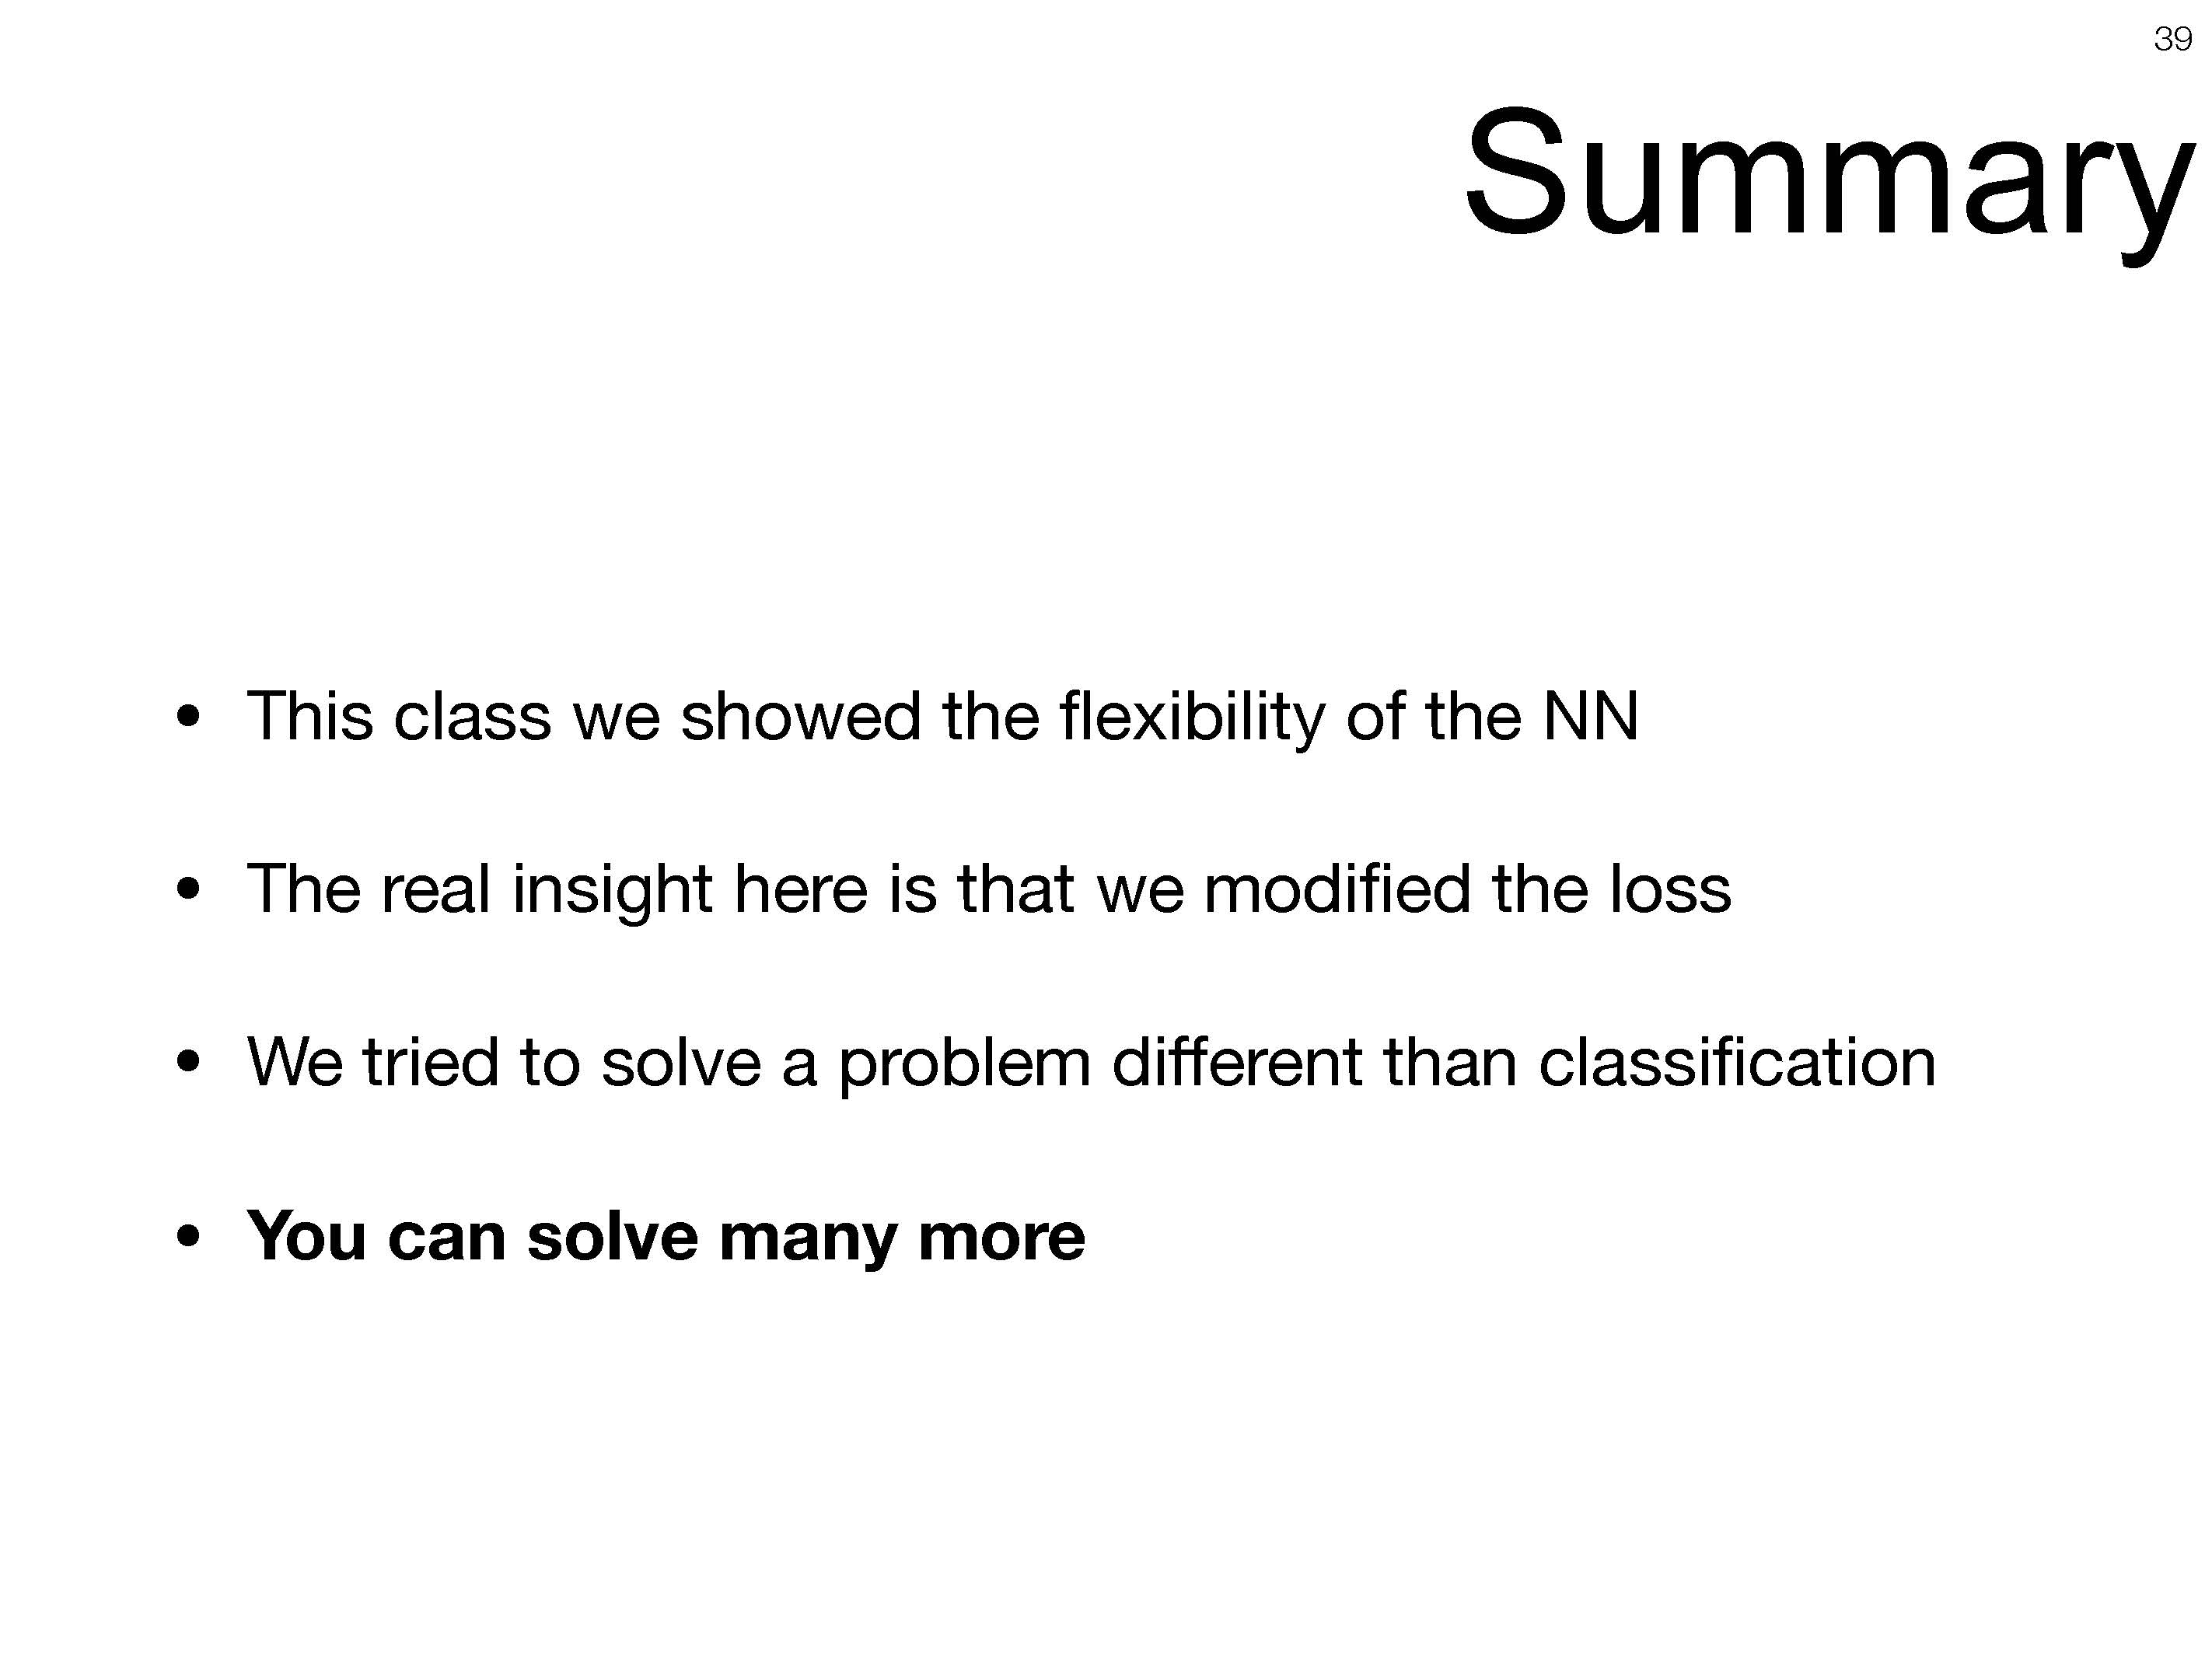 39
Summary
• This class we showed the flexibility of the NN
• The real insight here is that we modified the loss
• We tried to solve a problem different than classification
• You can solve many more